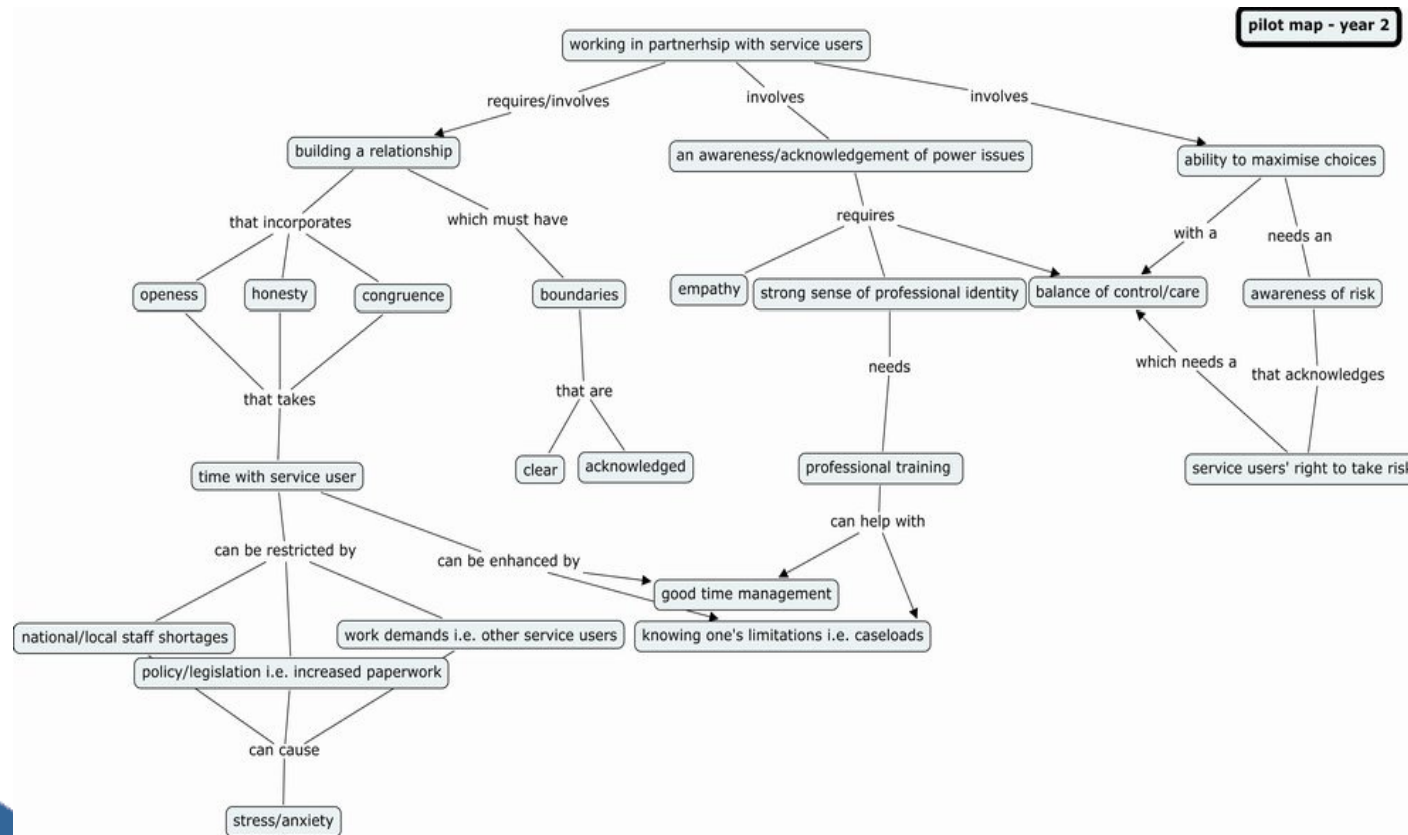 pilot map - year 2
working in partnerhsip with service users
requires/involves
involves
involves
building a relationship
an awareness/acknowledgement of power issues
ability to maximise choices
that incorporates
which must have
requires
with a
needs an
openess
honesty
congruence
boundaries
empathy
strong sense of professional identity
balance of control/care
awareness of risk
which needs a
that acknowledges
needs
that takes
that are
time with service user
clear
acknowledged
professional training
service users' right to take risk
can be restricted by
can be enhanced by
can help with
good time management
national/local staff shortages
work demands i.e. other service users
knowing one's limitations i.e. caseloads
policy/legislation i.e. increased paperwork
can cause
stress/anxiety